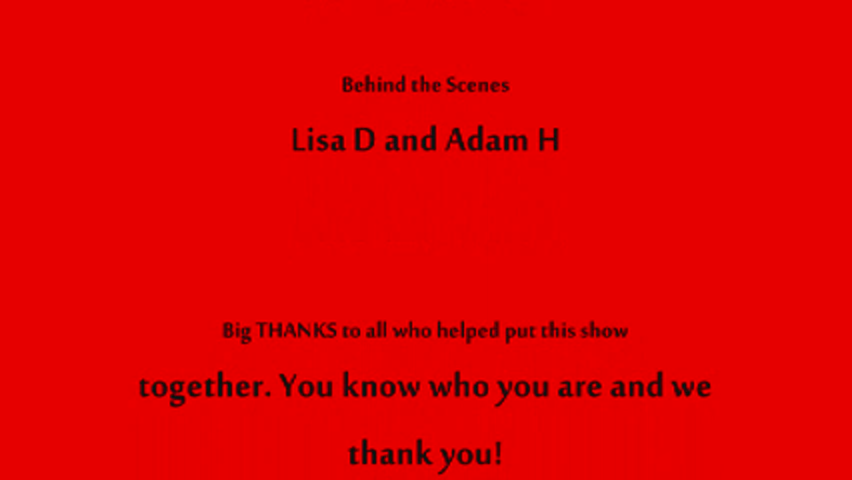 Behind the Scenes
Lisa D and Adam H
Big THANKS to all who helped put this show
together. You know who you are and we
thank you!